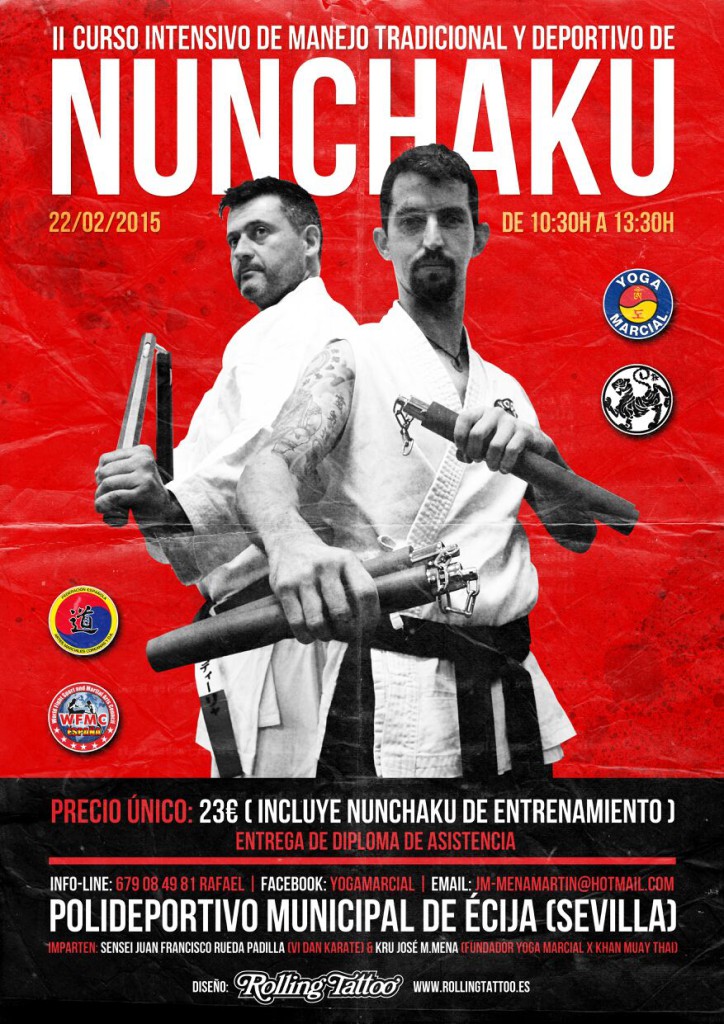 II CURSO INTENSIVO DE MANEJO TRADICIONAL Y DEPORTIVO DE
NUNCHAKU
22/02/2015 DE 10:30H A 13:30H
YOGA
MARCIAL
道
WFMC
ESPAÑA
PRECIO ÚNICO: 23€ ( INCLUYE NUNCHAKU DE ENTRENAMIENTO )
ENTREGA DE DIPLOMA DE ASISTENCIA
INFO-LINE: 679 08 49 81 RAFAEL | FACEBOOK: YOGAMARCIAL | EMAIL: JM-MENAMARTIN@HOTMAIL.COM
POLIDEPORTIVO MUNICIPAL DE ÉCIJA (SEVILLA)
IMPARTEN: SENSEI JUAN FRANCISCO RUEDA PADILLA (VI DAN KARATE) & KRU JOSÉ M.MENA (FUNDADOR YOGA MARCIAL X KHAN MUAY THAI)
DISEÑO: Rolling Tattoo WWW.ROLLINGTATTOO.ES